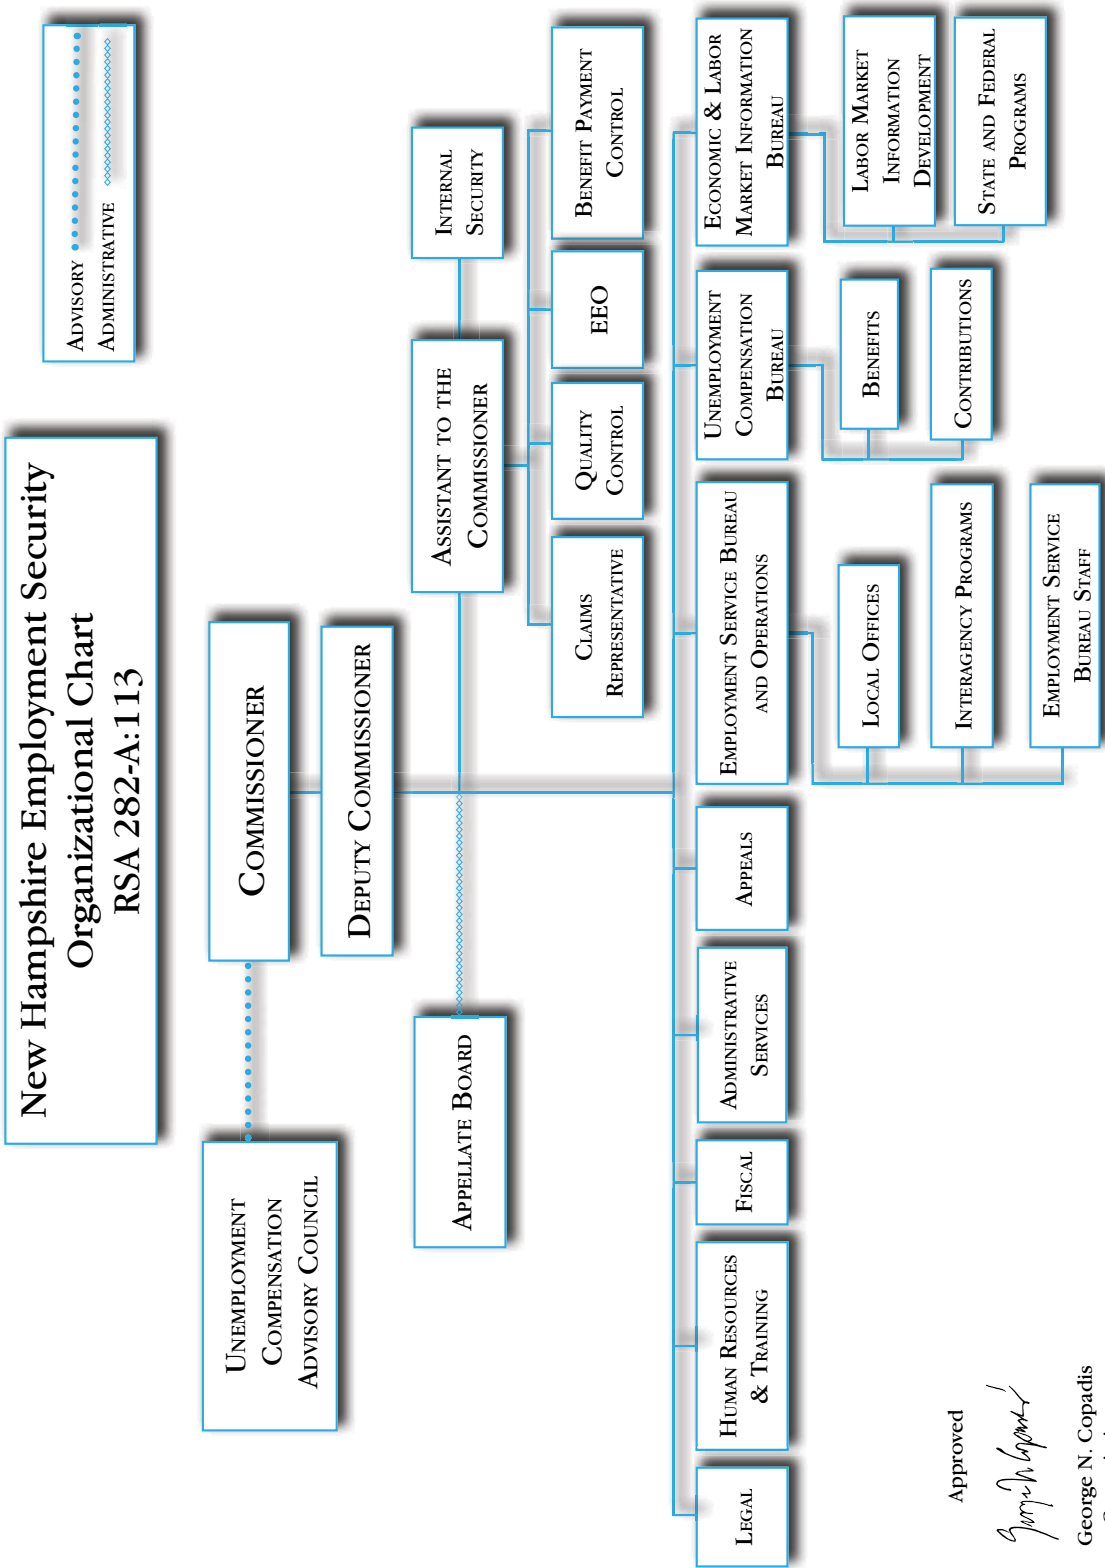 New Hampshire Employment Security
Organizational Chart
RSA 282-A:113
ADVISORY
ADMINISTRATIVE
UNEMPLOYMENT
COMPENSATION
ADVISORY COUNCIL
COMMISSIONER
DEPUTY COMMISSIONER
APPELLATE BOARD
ASSISTANT TO THE
COMMISSIONER
INTERNAL
SECURITY
CLAIMS
REPRESENTATIVE
QUALITY
CONTROL
EEO
BENEFIT PAYMENT
CONTROL
LEGAL
HUMAN RESOURCES
& TRAINING
FISCAL
ADMINISTRATIVE
SERVICES
APPEALS
EMPLOYMENT SERVICE BUREAU
AND OPERATIONS
UNEMPLOYMENT
COMPENSATION
BUREAU
ECONOMIC & LABOR
MARKET INFORMATION
BUREAU
LOCAL OFFICES
INTERAGENCY PROGRAMS
EMPLOYMENT SERVICE
BUREAU STAFF
BENEFITS
CONTRIBUTIONS
LABOR MARKET
INFORMATION
DEVELOPMENT
STATE AND FEDERAL
PROGRAMS
Approved
George N. Copadis